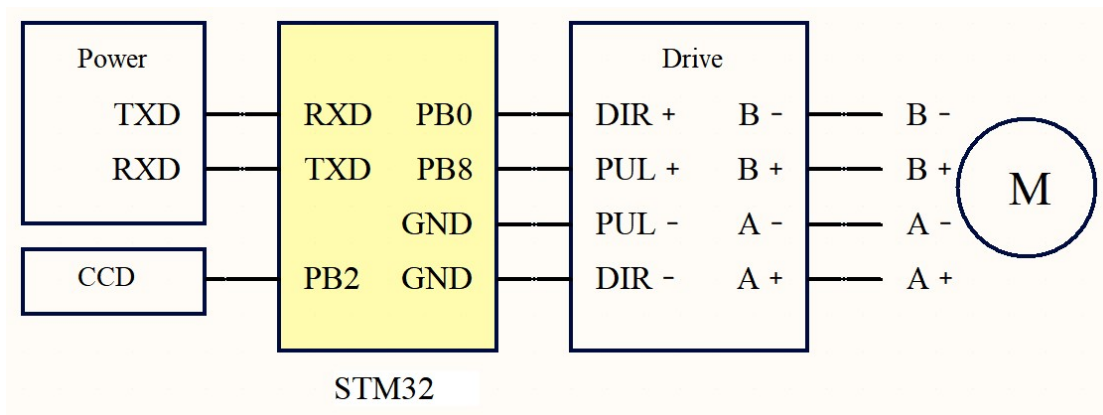 Power
TXD
RXD
CCD
RXD PB0
TXD PB8
GND
PB2 GND
STM32
Drive
DIR + B -
PUL + B +
PUL - A -
DIR - A +
B -
B +
A -
A +
M